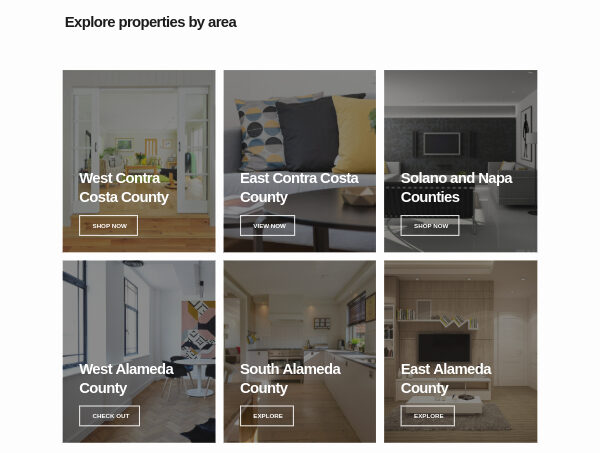 Explore properties by area
West Contra
Costa County
SHOP NOW
East Contra Costa
County
VIEW NOW
Solano and Napa
Counties
SHOP NOW
West Alameda
County
CHECK OUT
South Alameda
County
EXPLORE
East Alameda
County
EXPLORE